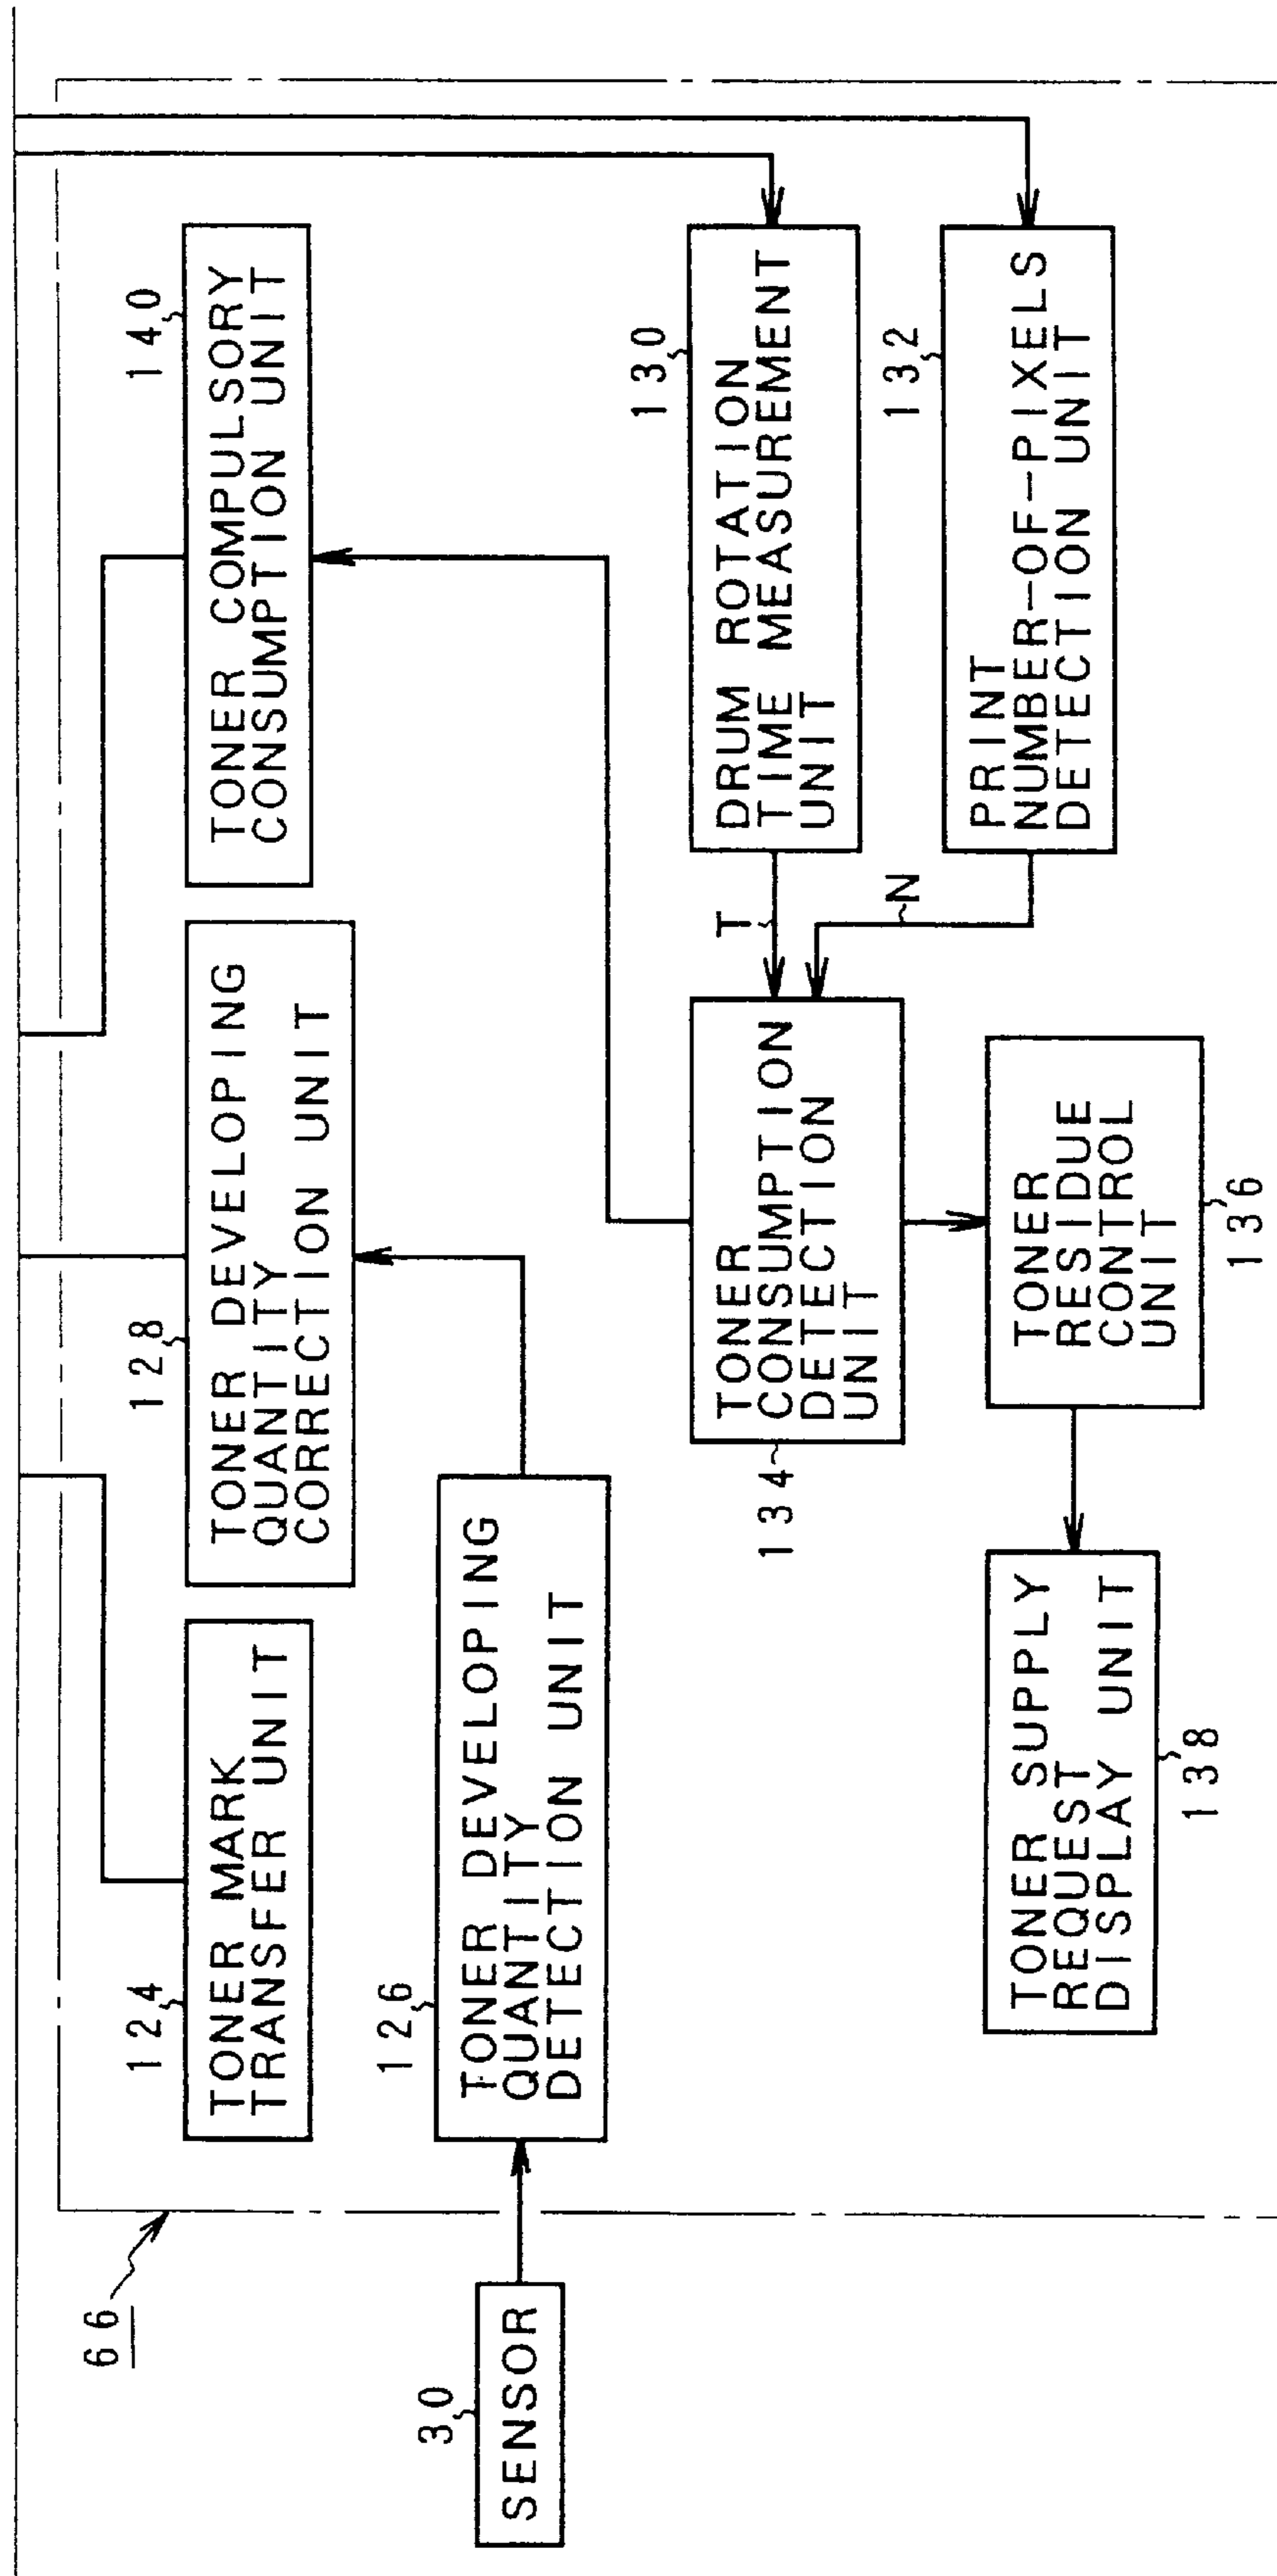 66
124
TONER MARK
TRANSFER UNIT
128
TONER DEVELOPING
QUANTITY
CORRECTION UNIT
140
TONER COMPULSORY
CONSUMPTION UNIT
30
SENSOR
126
TONER DEVELOPING
QUANTITY
DETECTION UNIT
134
TONER
CONSUMPTION
DETECTION
UNIT
T
N
130
DRUM ROTATION
TIME MEASUREMENT
UNIT
132
PRINT
NUMBER-OF-PIXELS
DETECTION UNIT
TONER SUPPLY
REQUEST
DISPLAY UNIT
138
TONER
RESIDUE
CONTROL
UNIT
136